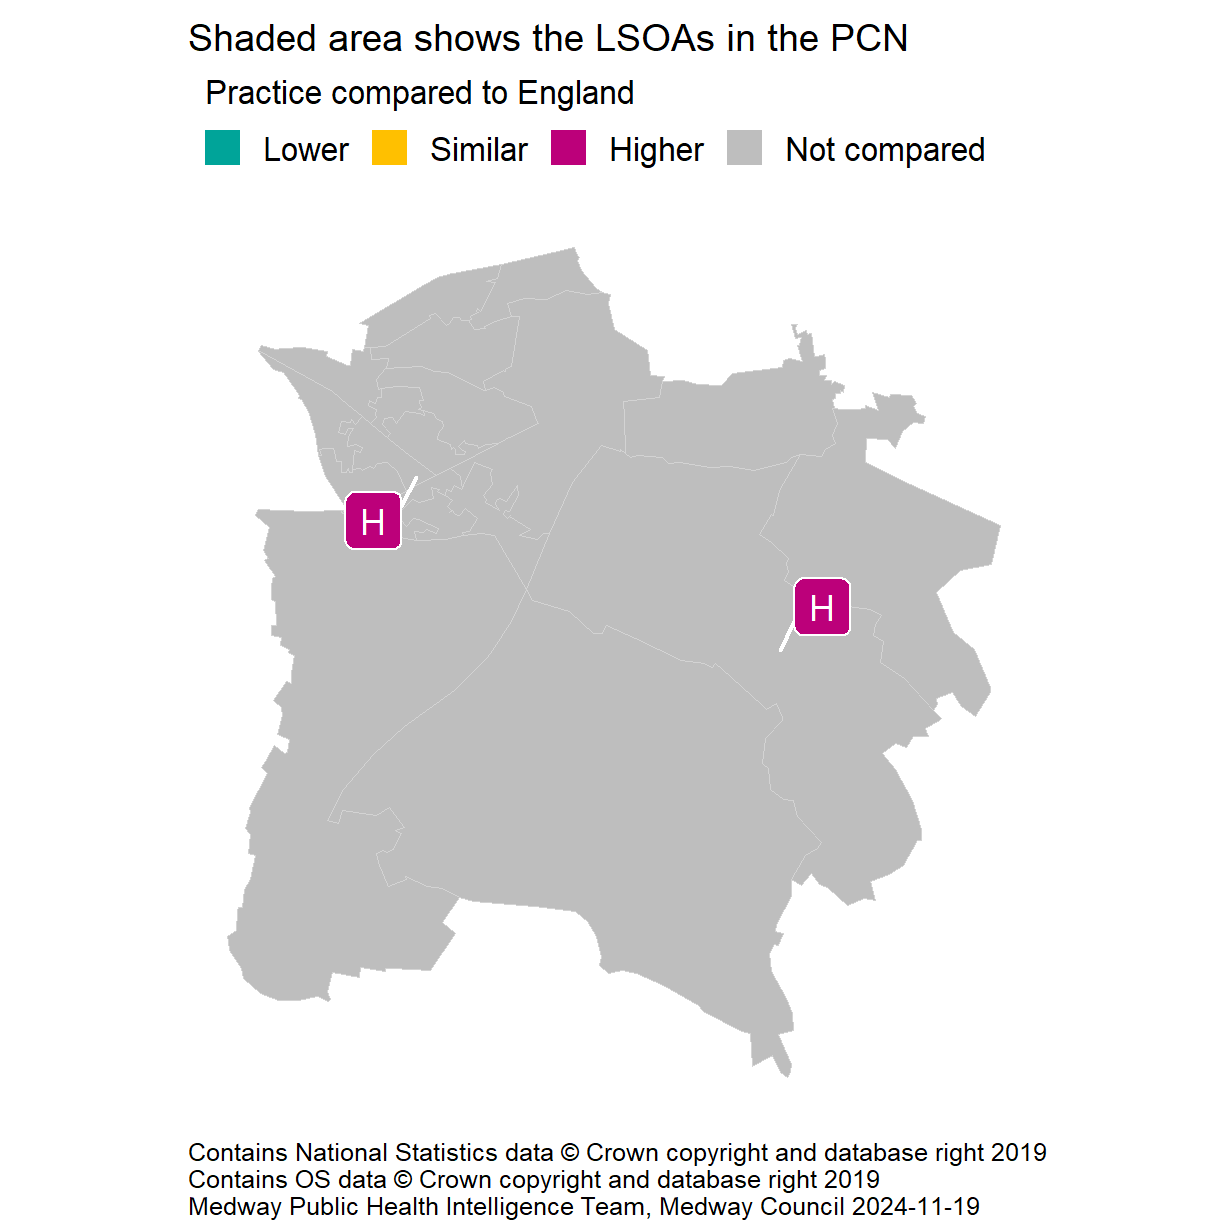 Shaded area shows the LSOAs in the PCN
Practice compared to England
Lower Similar Higher Not compared
H
H
Contains National Statistics data © Crown copyright and database right 2019
Contains OS data © Crown copyright and database right 2019
Medway Public Health Intelligence Team, Medway Council 2024-11-19